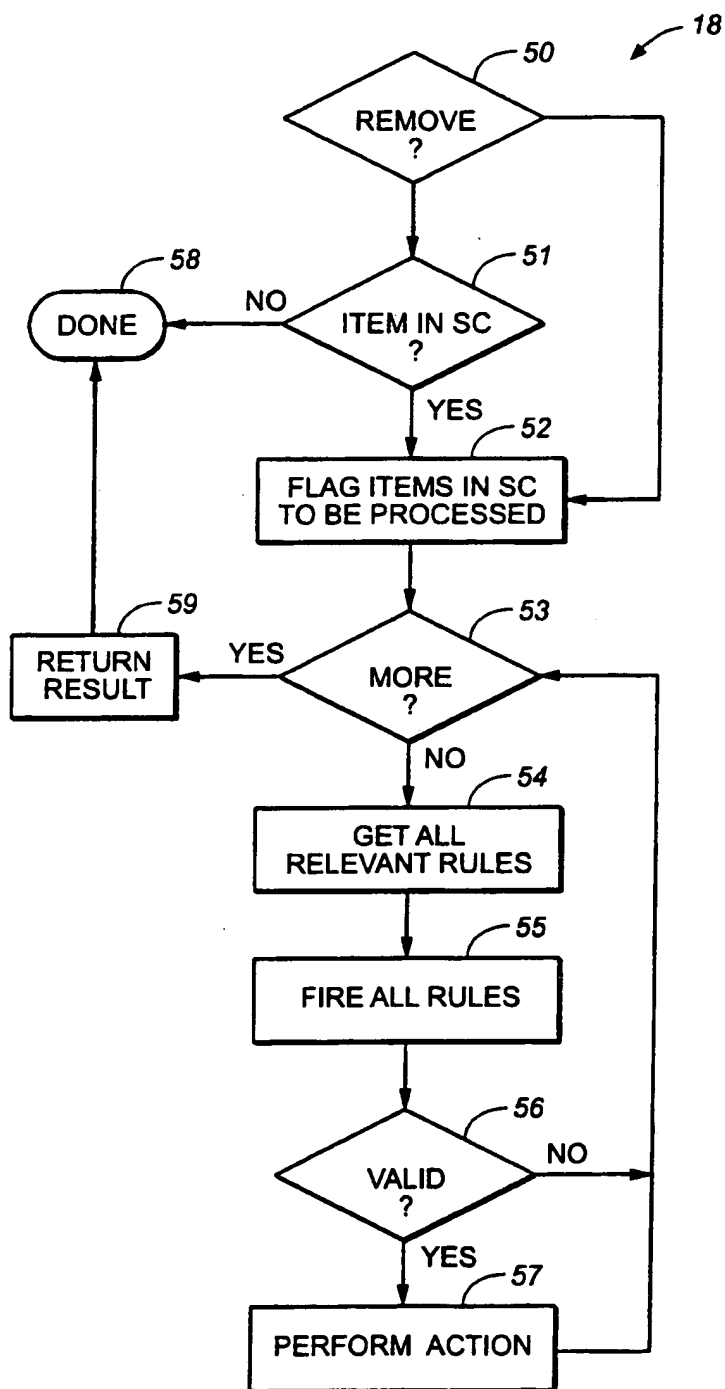 18
50
REMOVE
?
51
ITEM IN SC
?
NO
58
DONE
YES
52
FLAG ITEMS IN SC
TO BE PROCESSED
53
MORE
?
YES
59
RETURN
RESULT
NO
54
GET ALL
RELEVANT RULES
55
FIRE ALL RULES
56
VALID
?
NO
YES
57
PERFORM ACTION